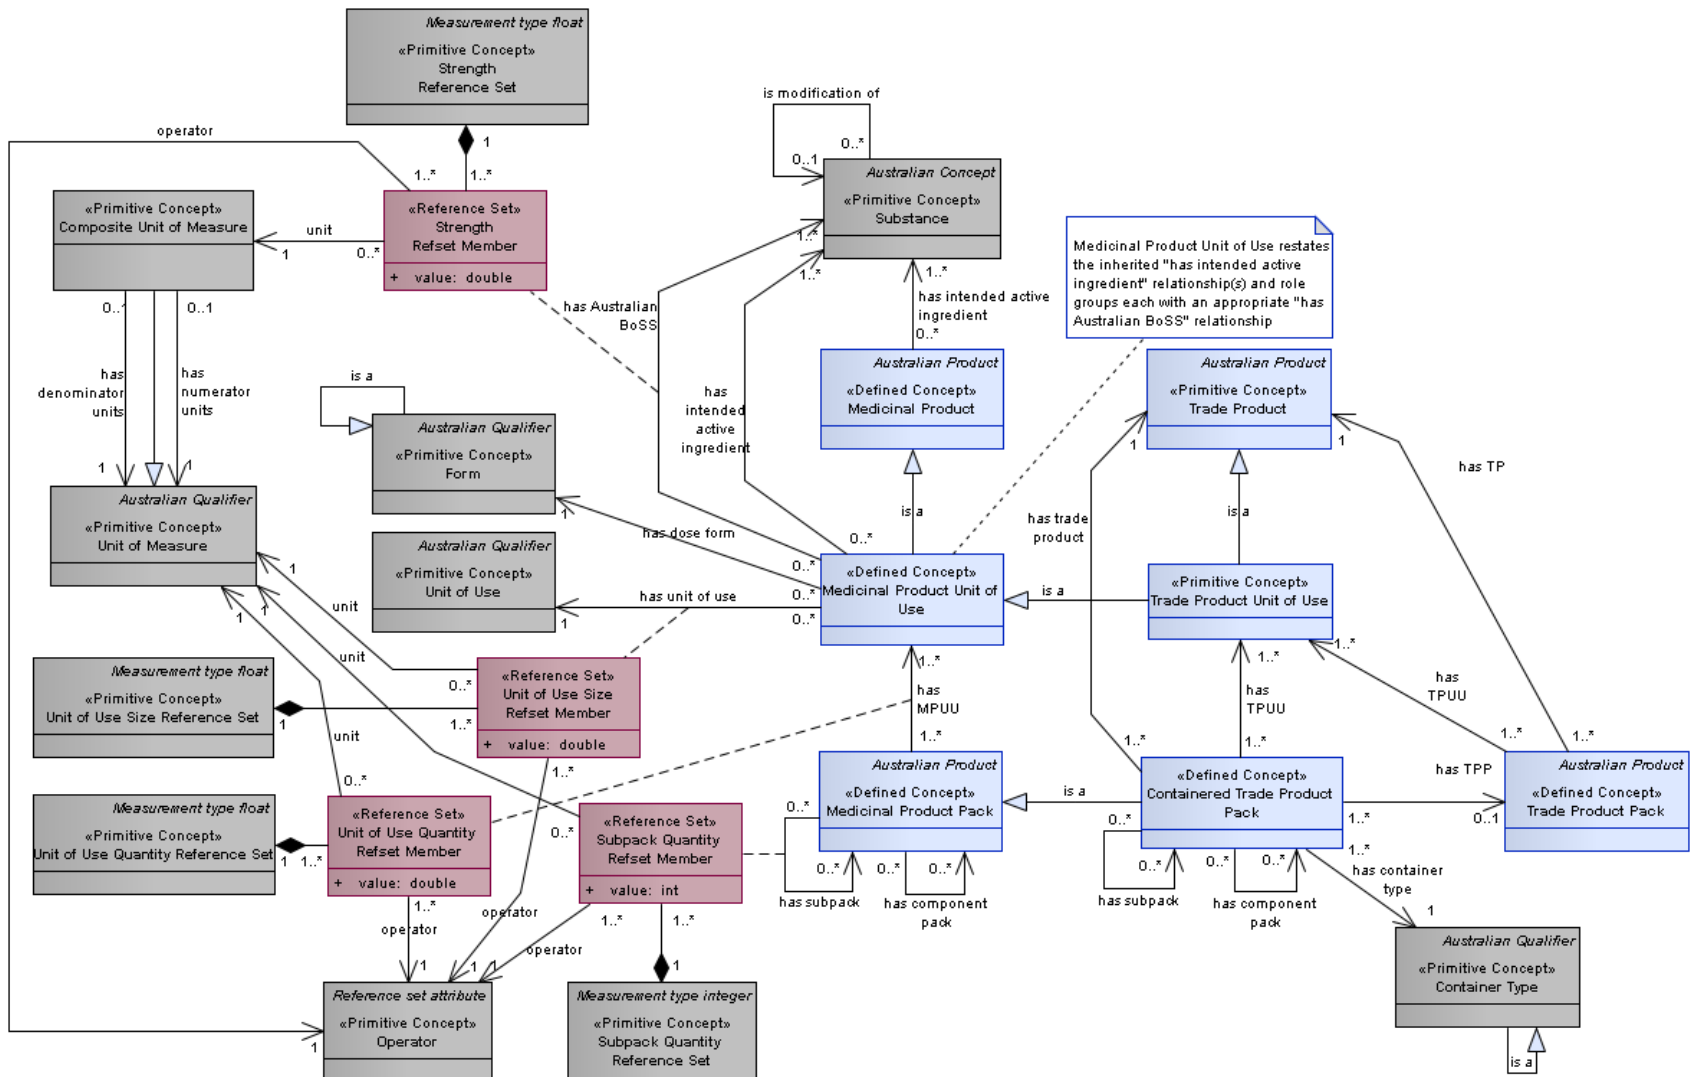 Measurement type float
«Primitive Concept»
Strength
Reference Set
1
1..*
operator
1..*
is modification of
0..*
0..1
Australian Concept
«Primitive Concept»
Substance
1..*
1..*
1..*
«Primitive Concept»
Composite Unit of Measure
unit
1
0..*
«Reference Set»
Strength
Refset Member
+ value: double
Medicinal Product Unit of Use restates
the inherited "has intended active
ingredient" relationship(s) and role
groups each with an appropriate "has
Australian BoSS" relationship
has Australian
BoSS
has intended active
ingredient
0..*
0..1
0..1
has
denominator
units
has
numerator
units
1
1
is a
Australian Qualifier
«Primitive Concept»
Form
1
has
intended
active
ingredient
Australian Product
«Defined Concept»
Medicinal Product
Australian Product
«Primitive Concept»
Trade Product
1
1
has TP
is a
is a
has trade
product
Australian Qualifier
«Primitive Concept»
Unit of Measure
1
1
1
has dose form
0..*
0..*
0..*
0..*
Australian Qualifier
«Primitive Concept»
Unit of Use
1
has unit of use
«Defined Concept»
Medicinal Product Unit of
Use
is a
«Primitive Concept»
Trade Product Unit of Use
1..*
1..*
1..*
unit
unit
unit
Measurement type float
«Primitive Concept»
Unit of Use Size Reference Set
1
0..*
1..*
«Reference Set»
Unit of Use Size
Refset Member
+ value: double
1..*
has
MPUU
1..*
has
TPUU
1..*
1..*
has
TPUU
1..*
1..*
Measurement type float
«Primitive Concept»
Unit of Use Quantity Reference Set
1
1..*
0..*
«Reference Set»
Unit of Use Quantity
Refset Member
+ value: double
1..*
0..*
«Reference Set»
Subpack Quantity
Refset Member
+ value: int
1..*
1..*
Australian Product
«Defined Concept»
Medicinal Product Pack
0..*
0..*
0..*
0..*
has subpack
has component
pack
is a
«Defined Concept»
Containered Trade Product
Pack
0..*
0..*
0..*
0..*
has subpack
has component
pack
has TPP
1..*
0..1
1..*
Australian Product
«Defined Concept»
Trade Product Pack
has container
type
1
operator
operator
operator
1
1
1
1
1
Reference set attribute
«Primitive Concept»
Operator
Measurement type integer
«Primitive Concept»
Subpack Quantity
Reference Set
Australian Qualifier
«Primitive Concept»
Container Type
is a